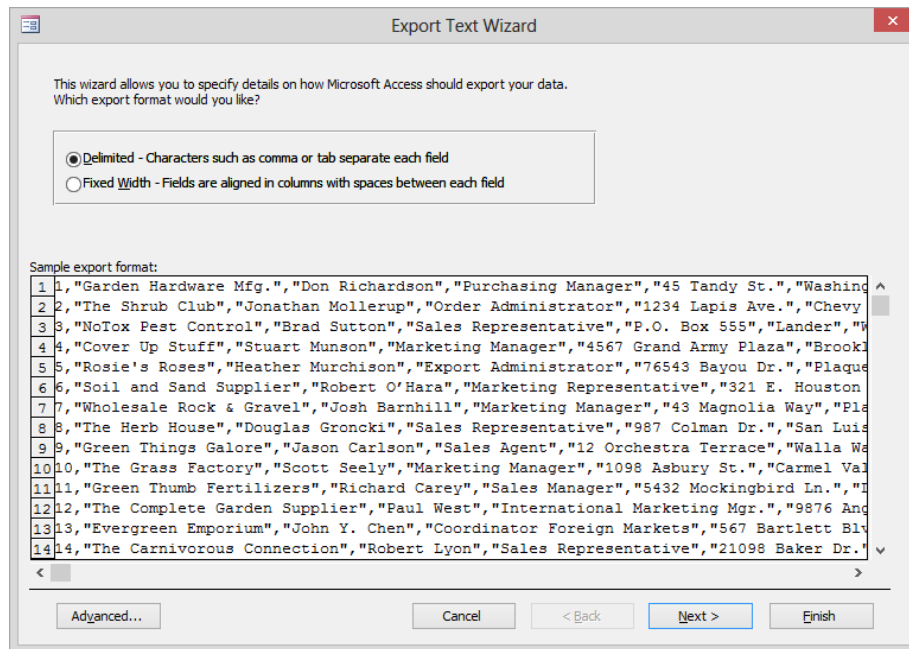 Export Text Wizard
This wizard allows you to specify details on how Microsoft Access should export your data.
Which export format would you like?
Delimited - Characters such as comma or tab separate each field
Fixed Width - Fields are aligned in columns with spaces between each field
Sample export format:
1 1,"Garden Hardware Mfg.","Don Richardson","Purchasing Manager","45 Tandy St.","Washing
2 2,"The Shrub Club","Jonathan Mollerup","Order Administrator","1234 Lapis Ave.","Chevy
3 3,"NoTox Pest Control","Brad Sutton","Sales Representative","P.O. Box 555","Lander","W
4 4,"Cover Up Stuff","Stuart Munson","Marketing Manager","4567 Grand Army Plaza","Brookl
5 5,"Rosie's Roses","Heather Murchison","Export Administrator","76543 Bayou Dr.","Plaque
6 6,"Soil and Sand Supplier","Robert O’Hara","Marketing Representative","321 E. Houston
7 7,"Wholesale Rock & Gravel","Josh Barnhill","Marketing Manager","43 Magnolia Way","Pla
8 8,"The Herb House","Douglas Groncki","Sales Representative","987 Colman Dr.","San Luis
9 9,"Green Things Galore","Jason Carlson","Sales Agent","12 Orchestra Terrace","Walla Wa
10 10,"The Grass Factory","Scott Seely","Marketing Manager","1098 Asbury St.","Carmel Val
11 11,"Green Thumb Fertilizers","Richard Carey","Sales Manager","5432 Mockingbird Ln.","
12 12,"The Complete Garden Supplier","Paul West","International Marketing Mgr.","9876 Ang
13 13,"Evergreen Emporium","John Y. Chen","Coordinator Foreign Markets","567 Bartlett Blv
14 14,"The Carnivorous Connection","Robert Lyon","Sales Representative","21098 Baker Dr."
Advanced... Cancel < Back Next > Finish